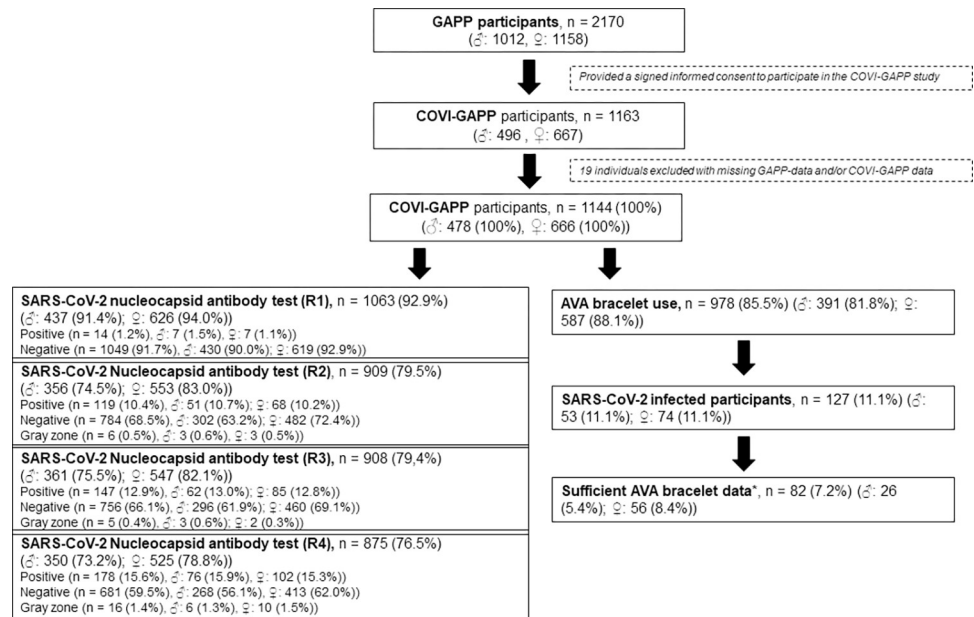 GAPP participants, n = 2170
(♂: 1012, ♀: 1158)
Provided a signed informed consent to participate in the COVI-GAPP study
COVI-GAPP participants, n = 1163
(♂: 496 , ♀: 667)
19 individuals excluded with missing GAPP-data and/or COVI-GAPP data
COVI-GAPP participants, n = 1144 (100%)
(♂: 478 (100%), ♀: 666 (100%))
SARS-CoV-2 nucleocapsid antibody test (R1), n = 1063 (92.9%)
(♂: 437 (91.4%); ♀: 626 (94.0%))
Positive (n = 14 (1.2%), ♂: 7 (1.5%), ♀: 7 (1.1%))
Negative (n = 1049 (91.7%), ♂: 430 (90.0%); ♀: 619 (92.9%)
SARS-CoV-2 Nucleocapsid antibody test (R2), n = 909 (79.5%)
(♂: 356 (74.5%); ♀: 553 (83.0%))
Positive (n = 119 (10.4%), ♂: 51 (10.7%); ♀: 68 (10.2%)
Negative (n = 784 (68.5%), ♂: 302 (63.2%); ♀: 482 (72.4%)
Gray zone (n = 6 (0.5%), ♂: 3 (0.6%); ♀: 3 (0.5%))
SARS-CoV-2 Nucleocapsid antibody test (R3), n = 908 (79,4%)
(♂: 361 (75.5%); ♀: 547 (82.1%))
Positive (n = 147 (12.9%), ♂: 62 (13.0%); ♀: 85 (12.8%)
Negative (n = 756 (66.1%), ♂: 296 (61.9%); ♀: 460 (69.1%)
Gray zone (n = 5 (0.4%), ♂: 3 (0.6%); ♀: 2 (0.3%))
SARS-CoV-2 Nucleocapsid antibody test (R4), n = 875 (76.5%)
(♂: 350 (73.2%); ♀: 525 (78.8%))
Positive (n = 178 (15.6%), ♂: 76 (15.9%), ♀: 102 (15.3%)
Negative (n = 681 (59.5%), ♂: 268 (56.1%); ♀: 413 (62.0%)
Gray zone (n = 16 (1.4%), ♂: 6 (1.3%); ♀: 10 (1.5%))
AVA bracelet use, n = 978 (85.5%) (♂: 391 (81.8%); ♀:
587 (88.1%))
SARS-CoV-2 infected participants, n = 127 (11.1%) (♂:
53 (11.1%); ♀: 74 (11.1%))
Sufficient AVA bracelet data*, n = 82 (7.2%) (♂: 26
(5.4%); ♀: 56 (8.4%))